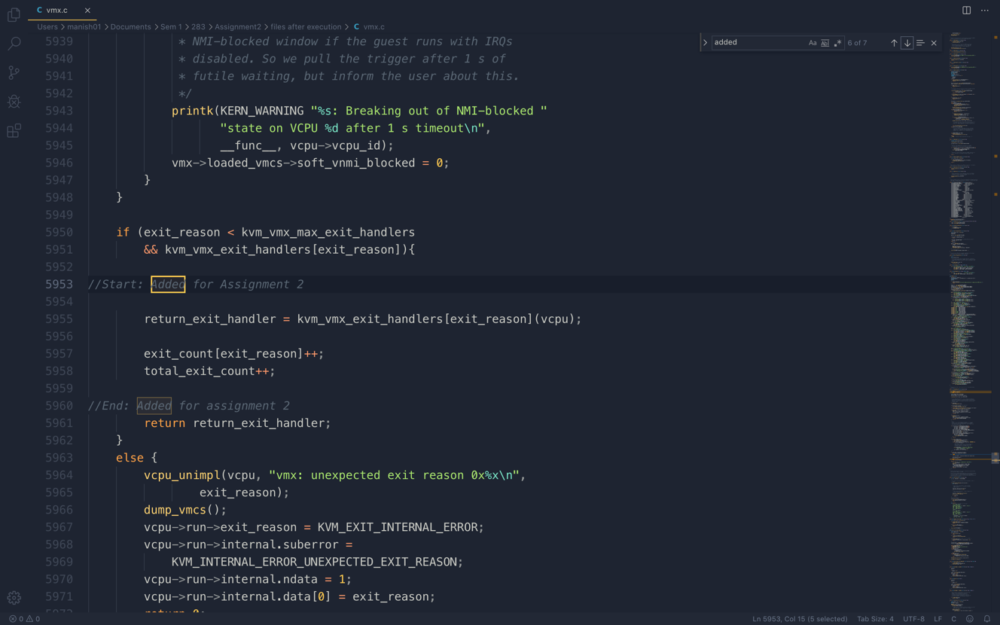 vmx.c
Users > manish01 > Documents > Sem 1 > 283 > Assignment2 > files after execution > C vmx.c
added Aa Abl .* 6 of 7
5939 * NMI-blocked window if the guest runs with IRQs
5940 * disabled. So we pull the trigger after 1 s of
5941 * futile waiting, but inform the user about this.
5942 */
5943 printk(KERN_WARNING "%s: Breaking out of NMI-blocked "
5944 "state on VCPU %d after 1 s timeout\n",
5945 __func__, vcpu->vcpu_id);
5946 vmx->loaded_vmcs->soft_vnmi_blocked = 0;
5947 }
5948 }
5949
5950 if (exit_reason < kvm_vmx_max_exit_handlers
5951 && kvm_vmx_exit_handlers[exit_reason]){
5952
5953 //Start: Added for Assignment 2
5954
5955 return_exit_handler = kvm_vmx_exit_handlers[exit_reason](vcpu);
5956
5957 exit_count[exit_reason]++;
5958 total_exit_count++;
5959
5960 //End: Added for assignment 2
5961 return return_exit_handler;
5962 }
5963 else {
5964 vcpu_unimpl(vcpu, "vmx: unexpected exit reason 0x%x\n",
5965 exit_reason);
5966 dump_vmcs();
5967 vcpu->run->exit_reason = KVM_EXIT_INTERNAL_ERROR;
5968 vcpu->run->internal.suberror =
5969 KVM_INTERNAL_ERROR_UNEXPECTED_EXIT_REASON;
5970 vcpu->run->internal.ndata = 1;
5971 vcpu->run->internal.data[0] = exit_reason;
0 0 Ln 5953, Col 15 (5 selected) Tab Size: 4 UTF-8 LF C